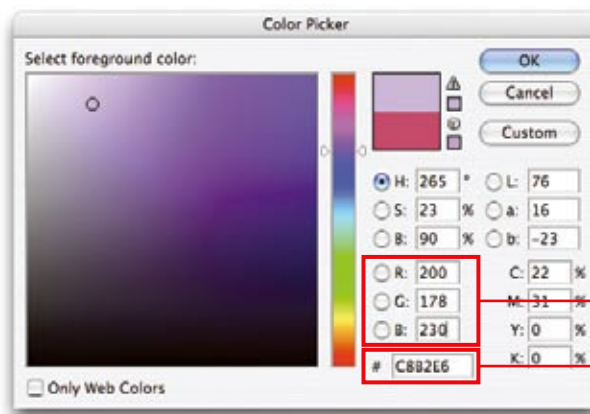 Color Picker
Select foreground color:
OK
Cancel
Custom
H: 265 ° L: 76
S: 23 % a: 16
B: 90 % b: -23
R: 200 C: 22 %
G: 178 M: 31 %
B: 230 Y: 0 %
# C8B2E6 K: 0 %
Only Web Colors